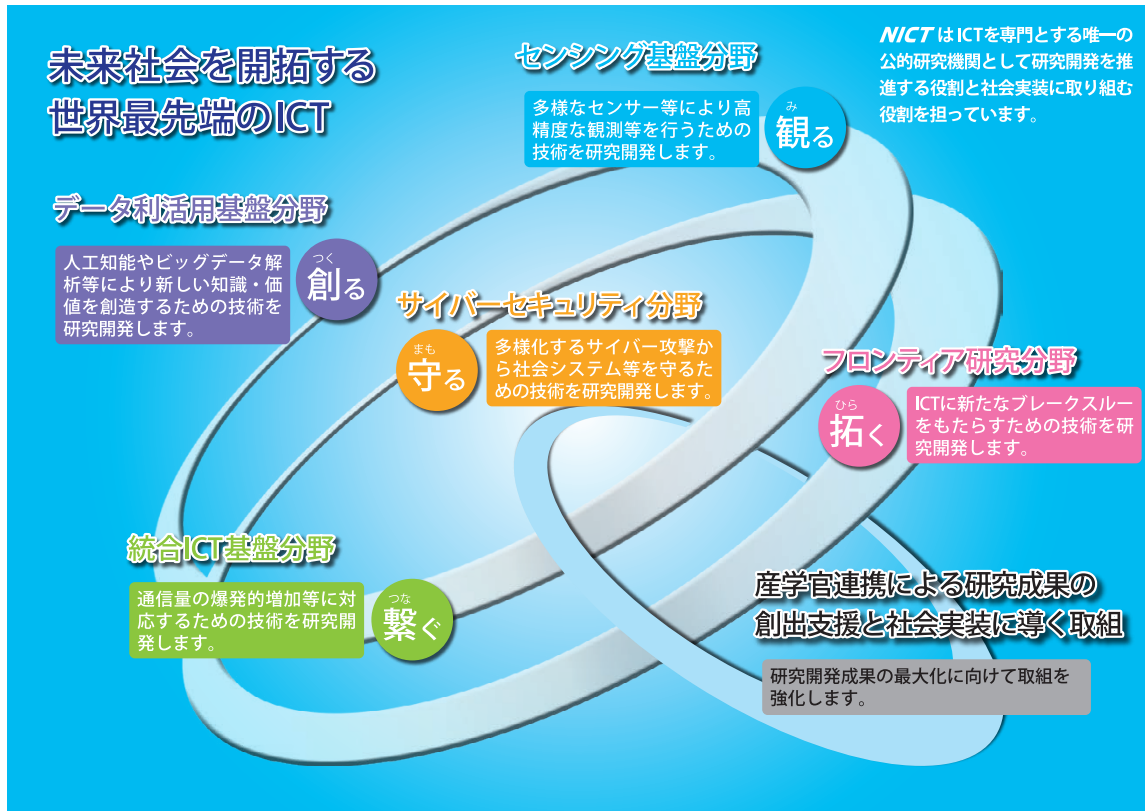 未来社会を開拓する
世界最先端のICT
センシング基盤分野
多様なセンサー等により高
精度な観測等を行うための
技術を研究開発します。
み
観る
NICT はICTを専門とする唯一の
公的研究機関として研究開発を推
進する役割と社会実装に取り組む
役割を担っています。
データ利活用基盤分野
人工知能やビッグデータ解
析等により新しい知識・価
値を創造するための技術を
研究開発します。
つく
創る
サイバーセキュリティ分野
まも
守る
多様化するサイバー攻撃か
ら社会システム等を守るた
めの技術を研究開発します。
フロンティア研究分野
ひら
拓く
ICTに新たなブレークスルー
をもたらすための技術を研
究開発します。
統合ICT基盤分野
通信量の爆発的増加等に対
応するための技術を研究開
発します。
つな
繋ぐ
産学官連携による研究成果の
創出支援と社会実装に導く取組
研究開発成果の最大化に向けて取組を
強化します。